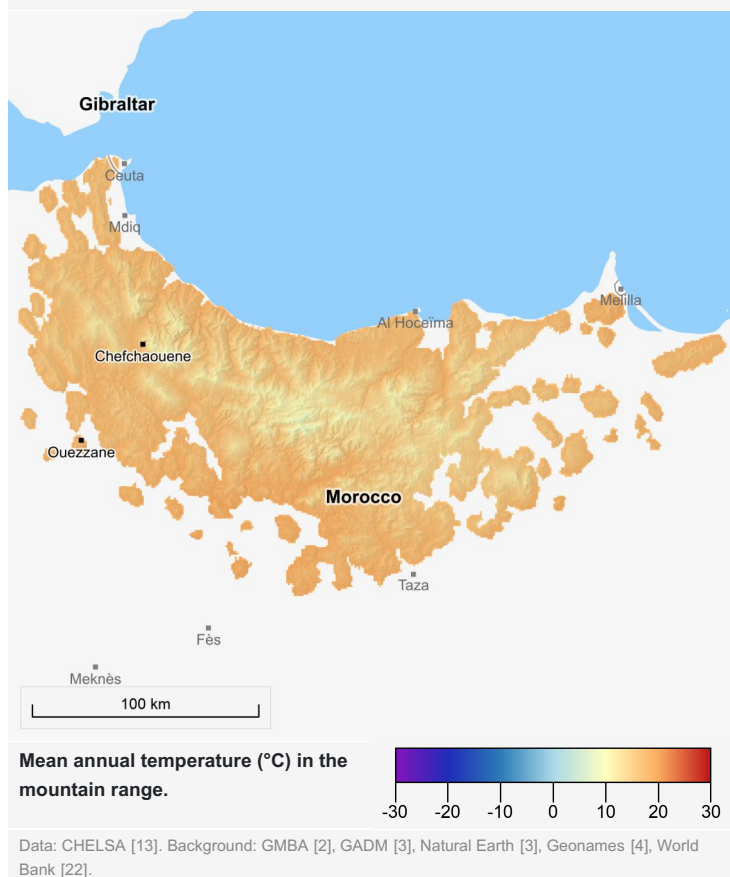 Gibraltar
Ceuta
Mdiq
Melilla
Al Hoceïma
Chefchaouene
Ouezzane
Morocco
Taza
Fès
Meknès
100 km
Mean annual temperature (°C) in the
mountain range.
-30 -20 -10 0 10 20 30
Data: CHELSA [13]. Background: GMBA [2], GADM [3], Natural Earth [3], Geonames [4], World
Bank [22].